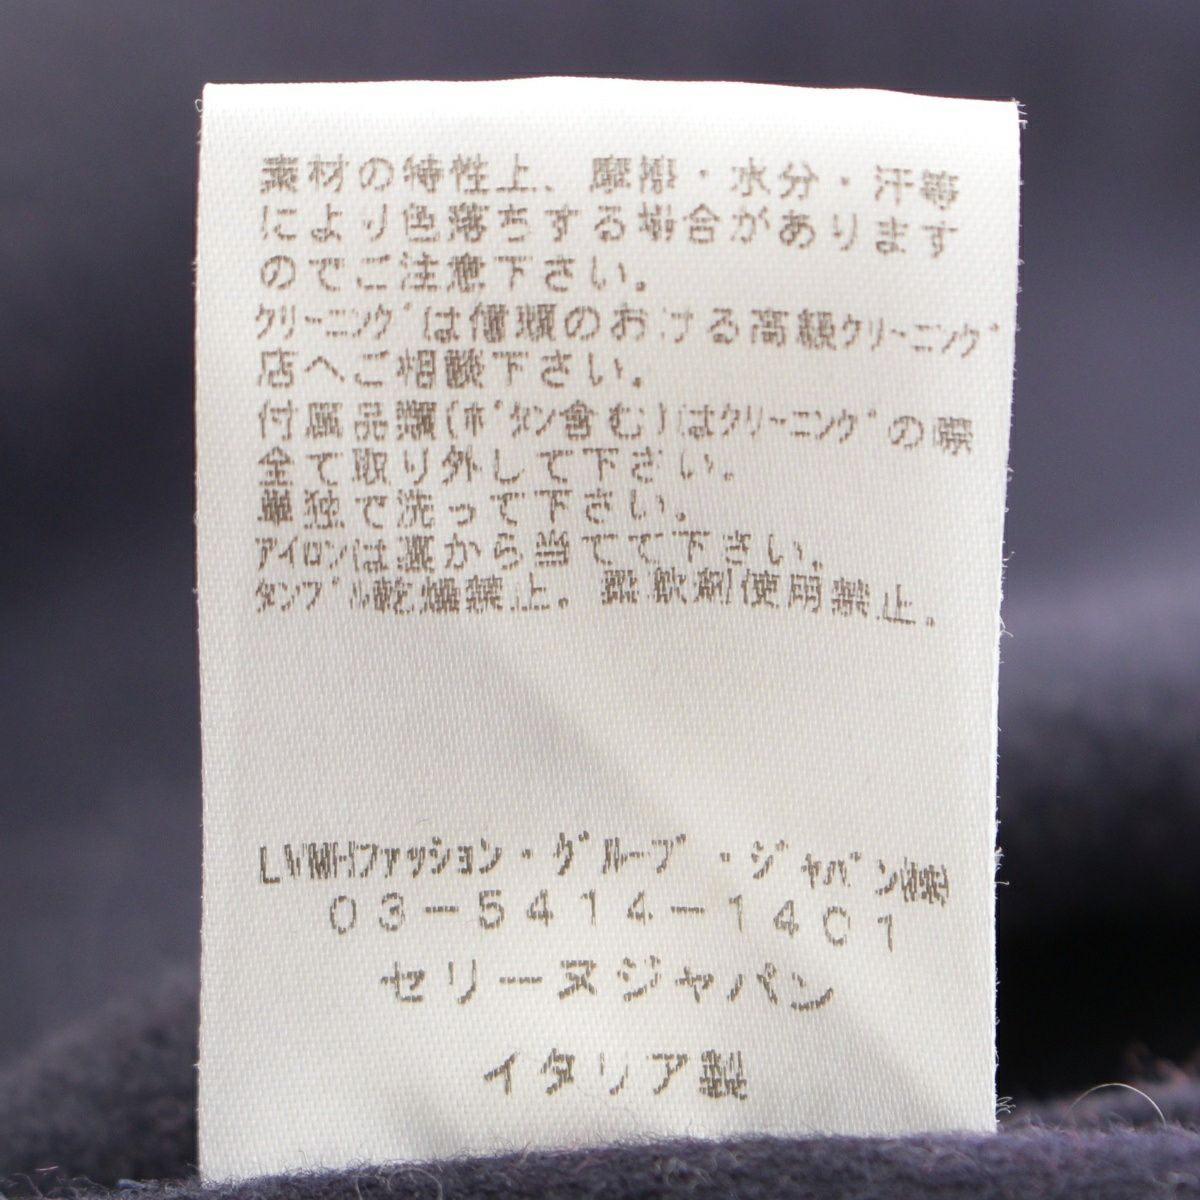 素材の特性上、摩擦・水分・汗等
により色落ちする場合があります
のでご注意下さい。
ｸﾘｰﾆﾝｸﾞは信頼のおける高級ｸﾘｰﾆﾝｸﾞ
店へご相談下さい。
付属品類(ﾎﾞﾀﾝ含む)はｸﾘｰﾆﾝｸﾞの際
全て取り外して下さい。
単独で洗って下さい。
ｱｲﾛﾝは裏から当てて下さい。
ﾀﾝﾌﾞﾙ乾燥禁止。柔軟剤使用禁止。
LVMHﾌｧｯｼｮﾝ・ｸﾞﾙｰﾌﾟ・ｼﾞｬﾊﾟﾝ(株)
03-5414-1401
セリーヌジャパン
イタリア製